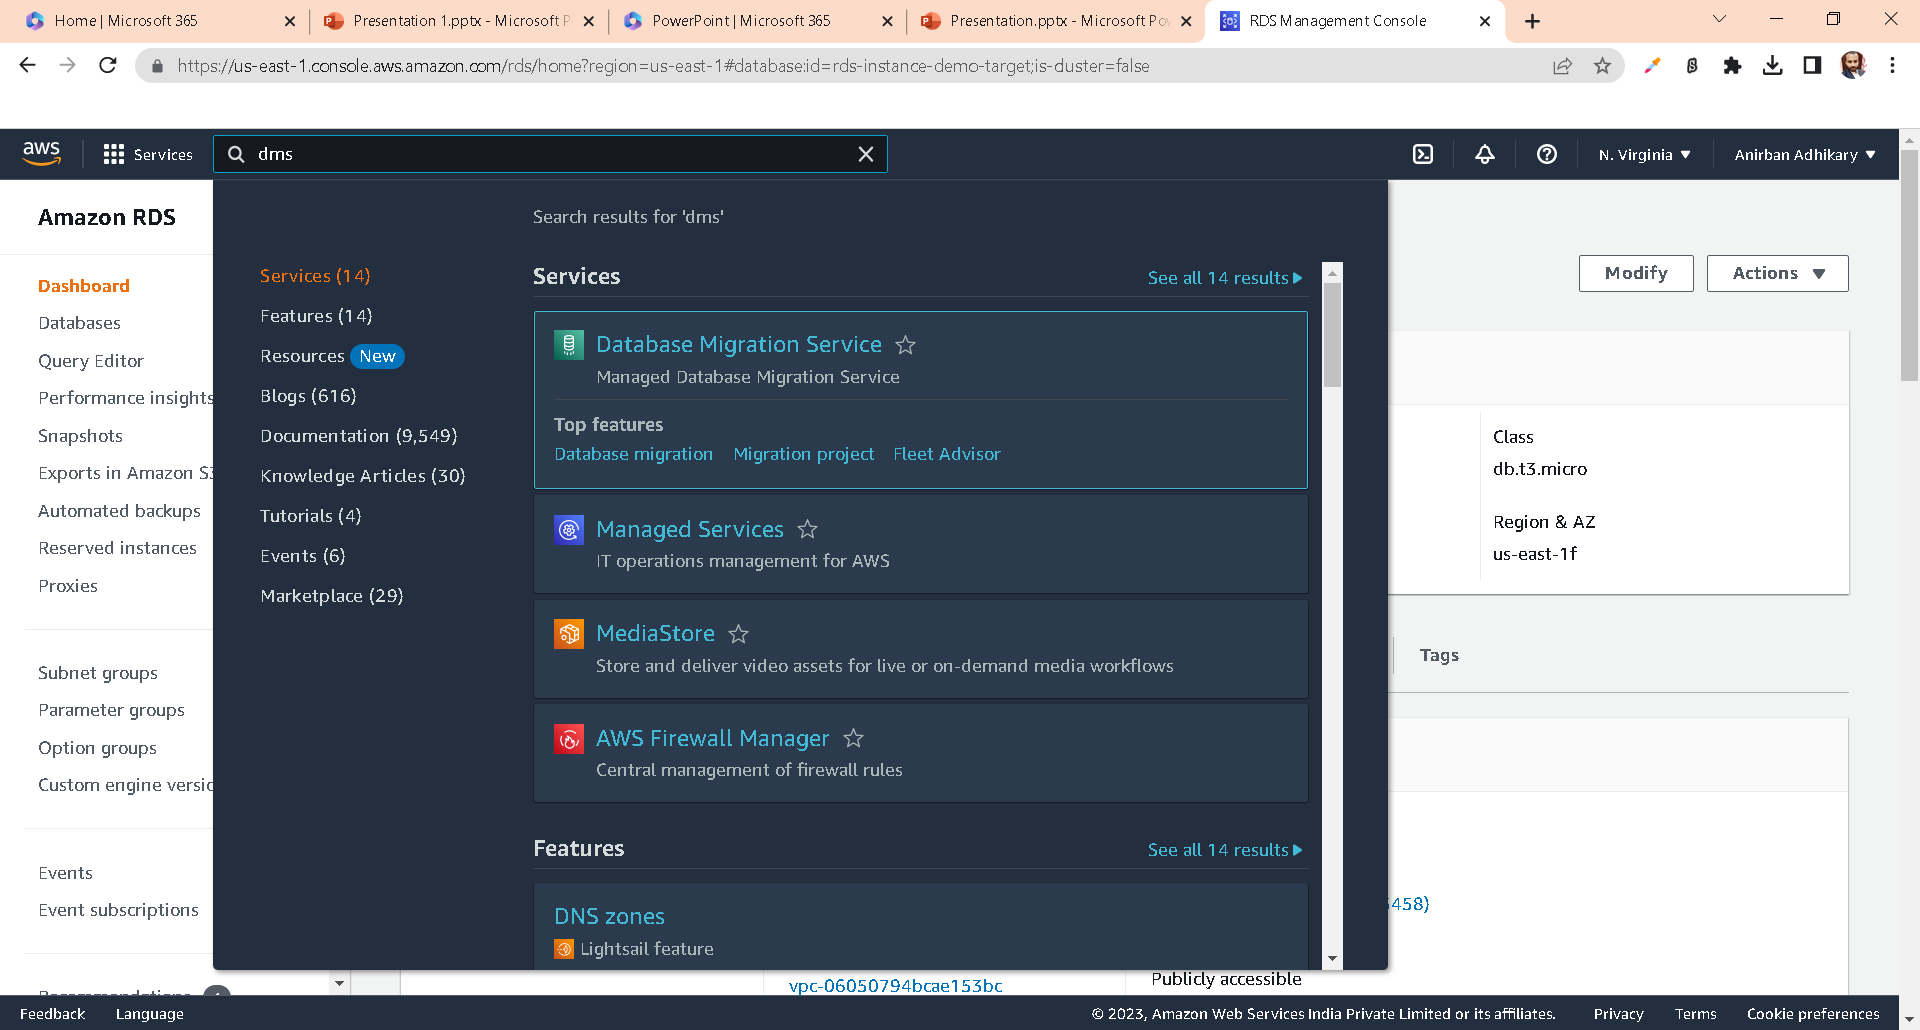 Home | Microsoft 365
Presentation 1.pptx - Microsoft P
PowerPoint | Microsoft 365
Presentation.pptx - Microsoft Po
RDS Management Console
https://us-east-1.console.aws.amazon.com/rds/home?region=us-east-1#database:id=rds-instance-demo-target;is-cluster=false
aws
Services
dms
N. Virginia
Anirban Adhikary
Amazon RDS
Dashboard
Databases
Query Editor
Performance insights
Snapshots
Exports in Amazon S3
Automated backups
Reserved instances
Proxies
Subnet groups
Parameter groups
Option groups
Custom engine versio
Events
Event subscriptions
Recommendations
Search results for 'dms'
Services (14)
Features (14)
Resources New
Blogs (616)
Documentation (9,549)
Knowledge Articles (30)
Tutorials (4)
Events (6)
Marketplace (29)
Services
See all 14 results
Database Migration Service
Managed Database Migration Service
Top features
Database migration Migration project Fleet Advisor
Managed Services
IT operations management for AWS
MediaStore
Store and deliver video assets for live or on-demand media workflows
AWS Firewall Manager
Central management of firewall rules
Features
See all 14 results
DNS zones
Lightsail feature
Modify
Actions
Class
db.t3.micro
Region & AZ
us-east-1f
Tags
458)
vpc-06050794bcae153bc
Publicly accessible
Feedback
Language
© 2023, Amazon Web Services India Private Limited or its affiliates.
Privacy
Terms
Cookie preferences